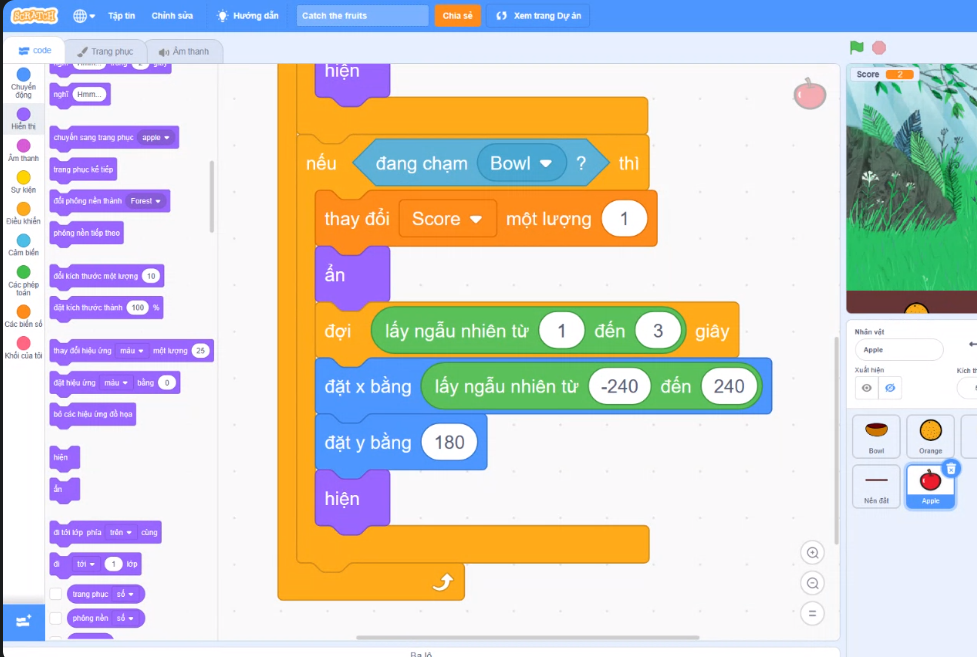 SCRATCH Tập tin Chỉnh sửa Hướng dẫn Catch the fruits Chia sẻ Xem trang Dự án
code Trang phục Âm thanh
Chuyển động
Hiển thị
Âm thanh
Sự kiện
Điều khiển
Cảm biến
Các phép toán
Các biến số
Khối của tôi
nghĩ Hmm...
chuyển sang trang phục apple
trang phục kế tiếp
đổi phông nền thành Forest
phông nền tiếp theo
đổi kích thước một lượng 10
đặt kích thước thành 100 %
thay đổi hiệu ứng màu một lượng 25
đặt hiệu ứng màu bằng 0
bỏ các hiệu ứng đồ họa
hiện
ẩn
đi tới lớp phía trên cùng
đi tới 1 lớp
trang phục số
phông nền số
hiện
nếu đang chạm Bowl ? thì
thay đổi Score một lượng 1
ẩn
đợi lấy ngẫu nhiên từ 1 đến 3 giây
đặt x bằng lấy ngẫu nhiên từ -240 đến 240
đặt y bằng 180
hiện
Ba lô
Score 2
Nhân vật
Apple
Xuất hiện
Kích th
Bowl
Orange
Nền đất
Apple